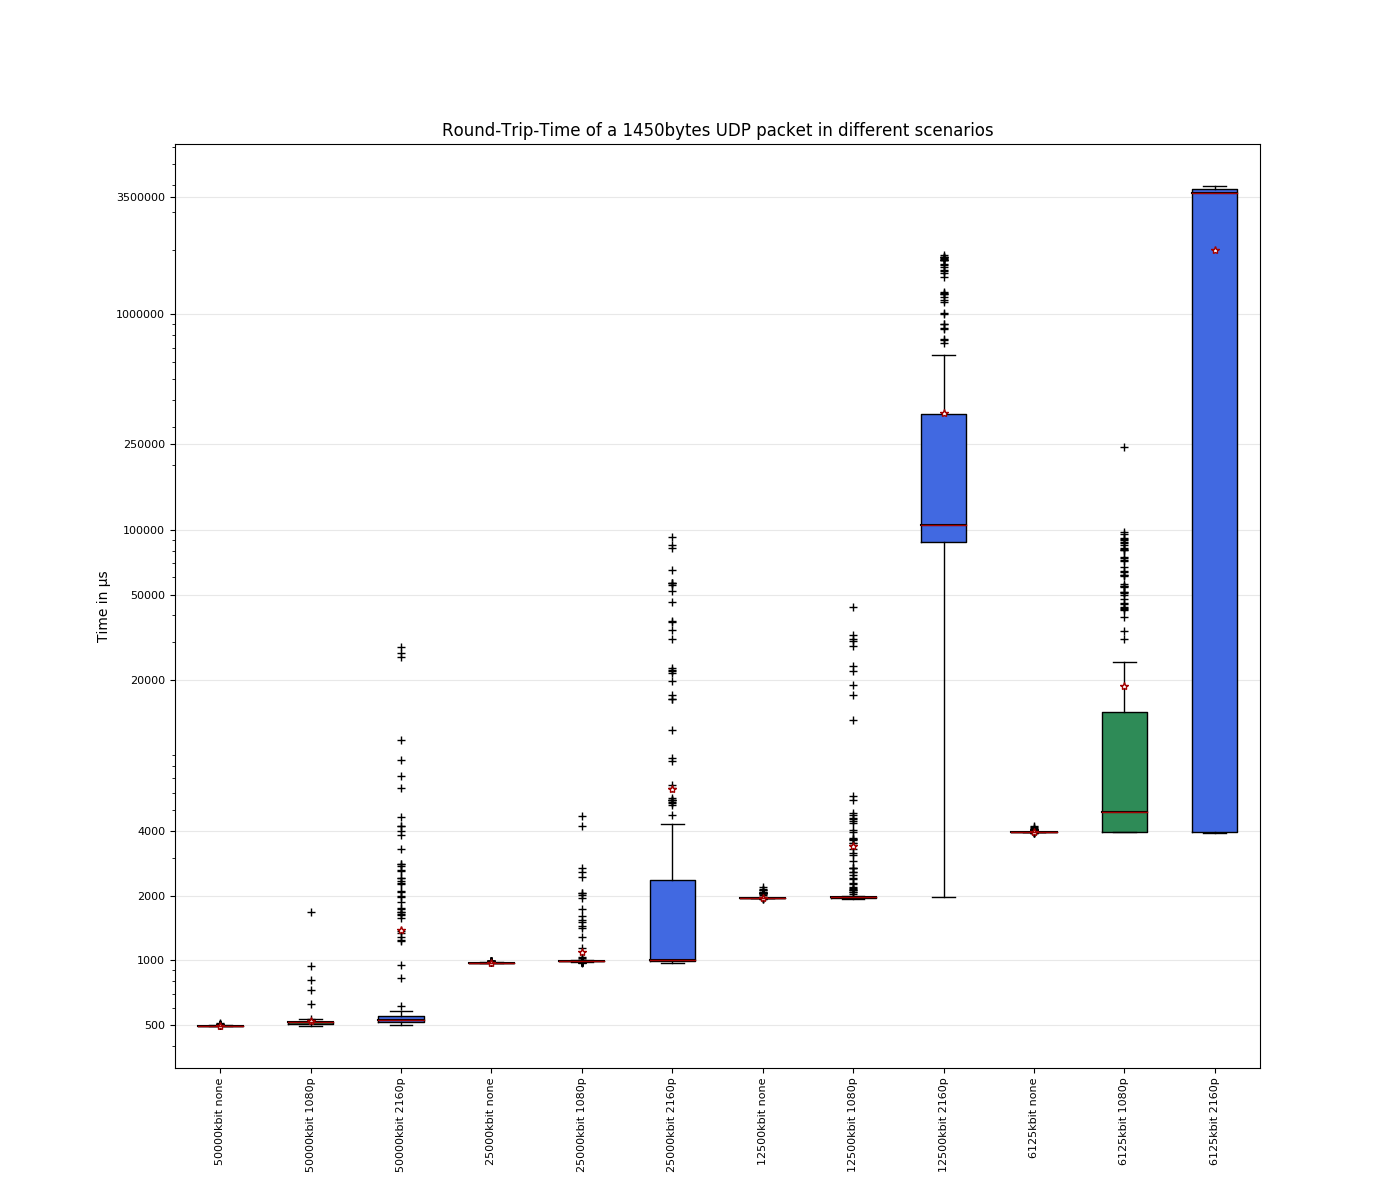 Round-Trip-Time of a 1450bytes UDP packet in different scenarios
Time in µs
3500000
1000000
250000
100000
50000
20000
4000
2000
1000
500
50000kbit none
50000kbit 1080p
50000kbit 2160p
25000kbit none
25000kbit 1080p
25000kbit 2160p
12500kbit none
12500kbit 1080p
12500kbit 2160p
6125kbit none
6125kbit 1080p
6125kbit 2160p